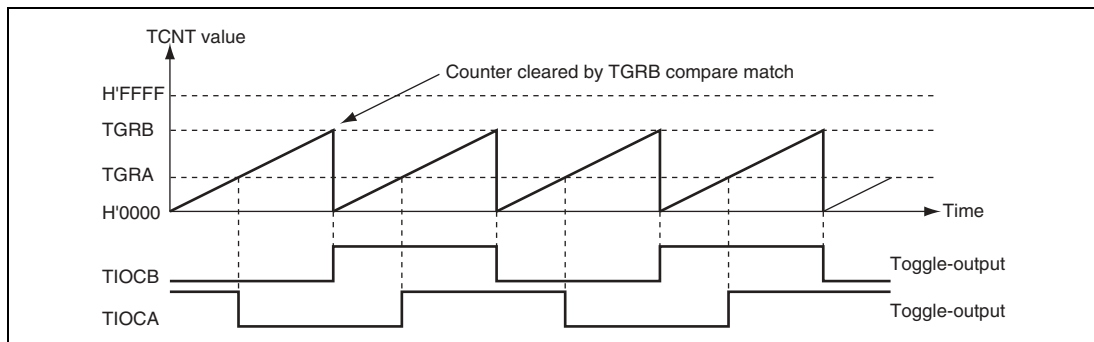 TCNT value
Counter cleared by TGRB compare match
H'FFFF
TGRB
TGRA
H'0000
Time
TIOCB
Toggle-output
TIOCA
Toggle-output